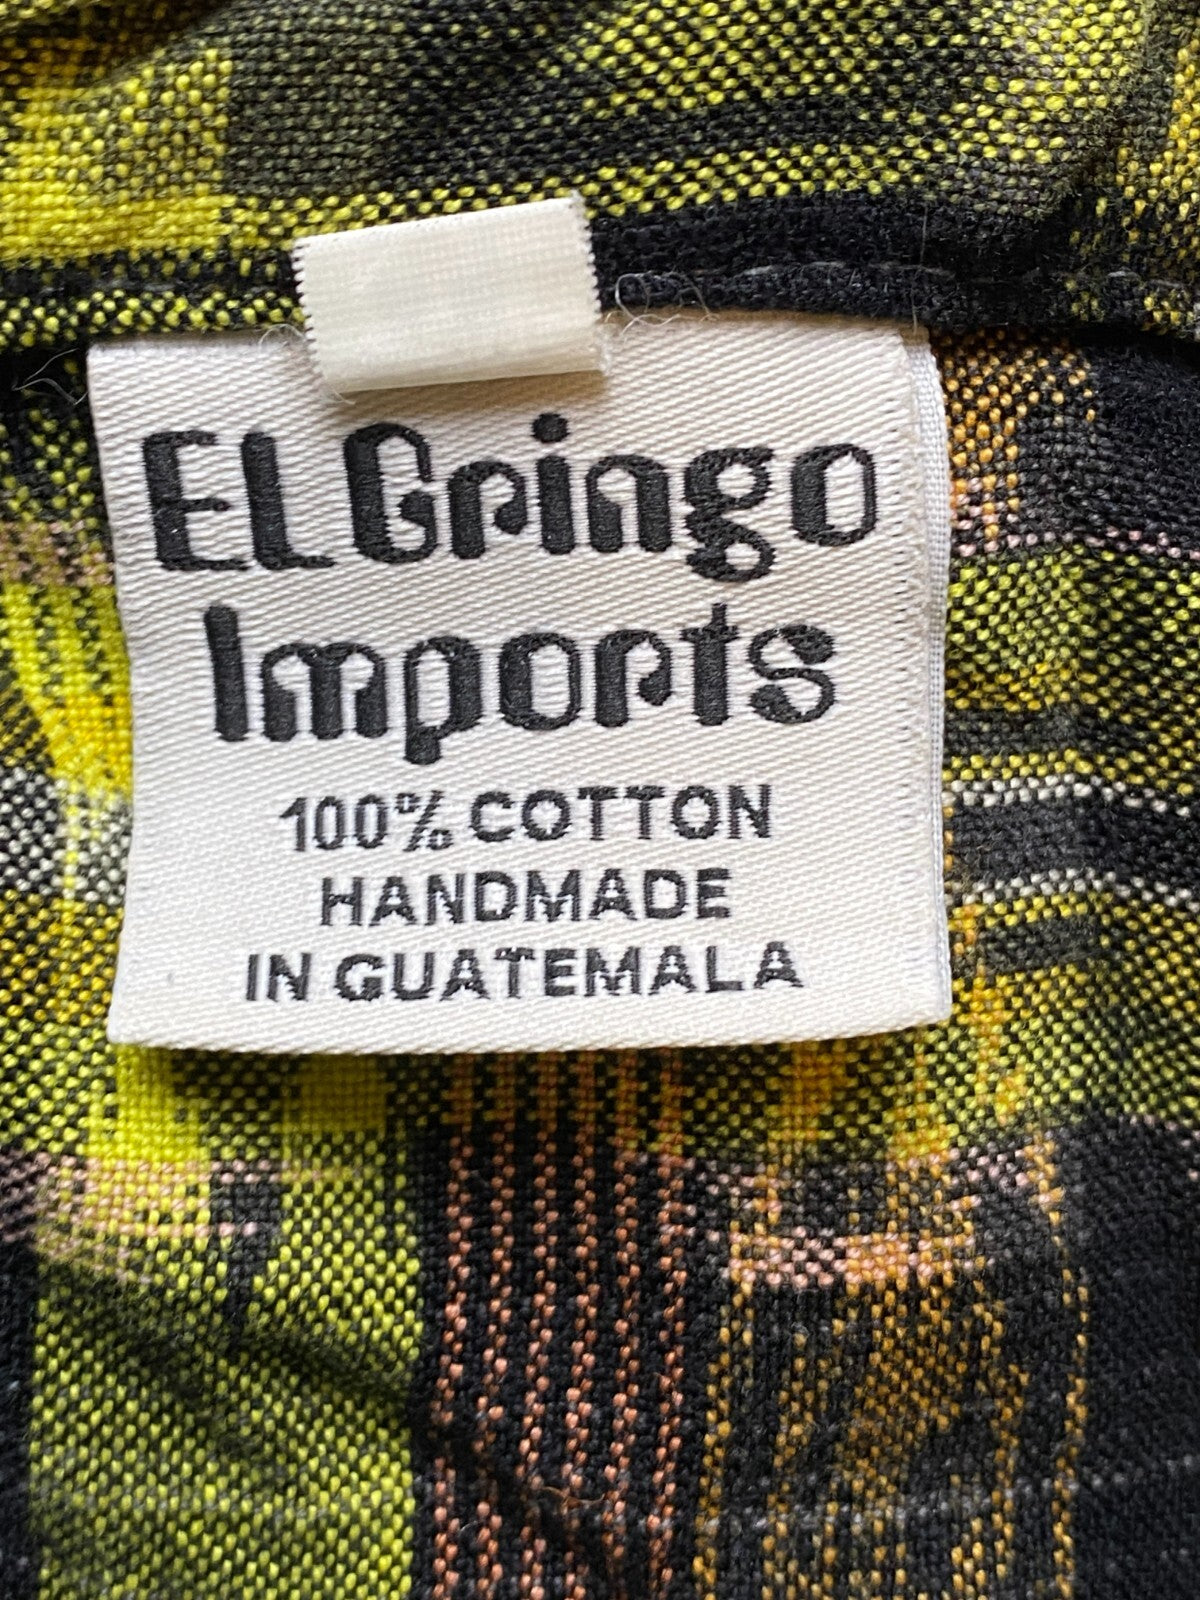 EL Gringo
Imports
100% COTTON
HANDMADE
IN GUATEMALA